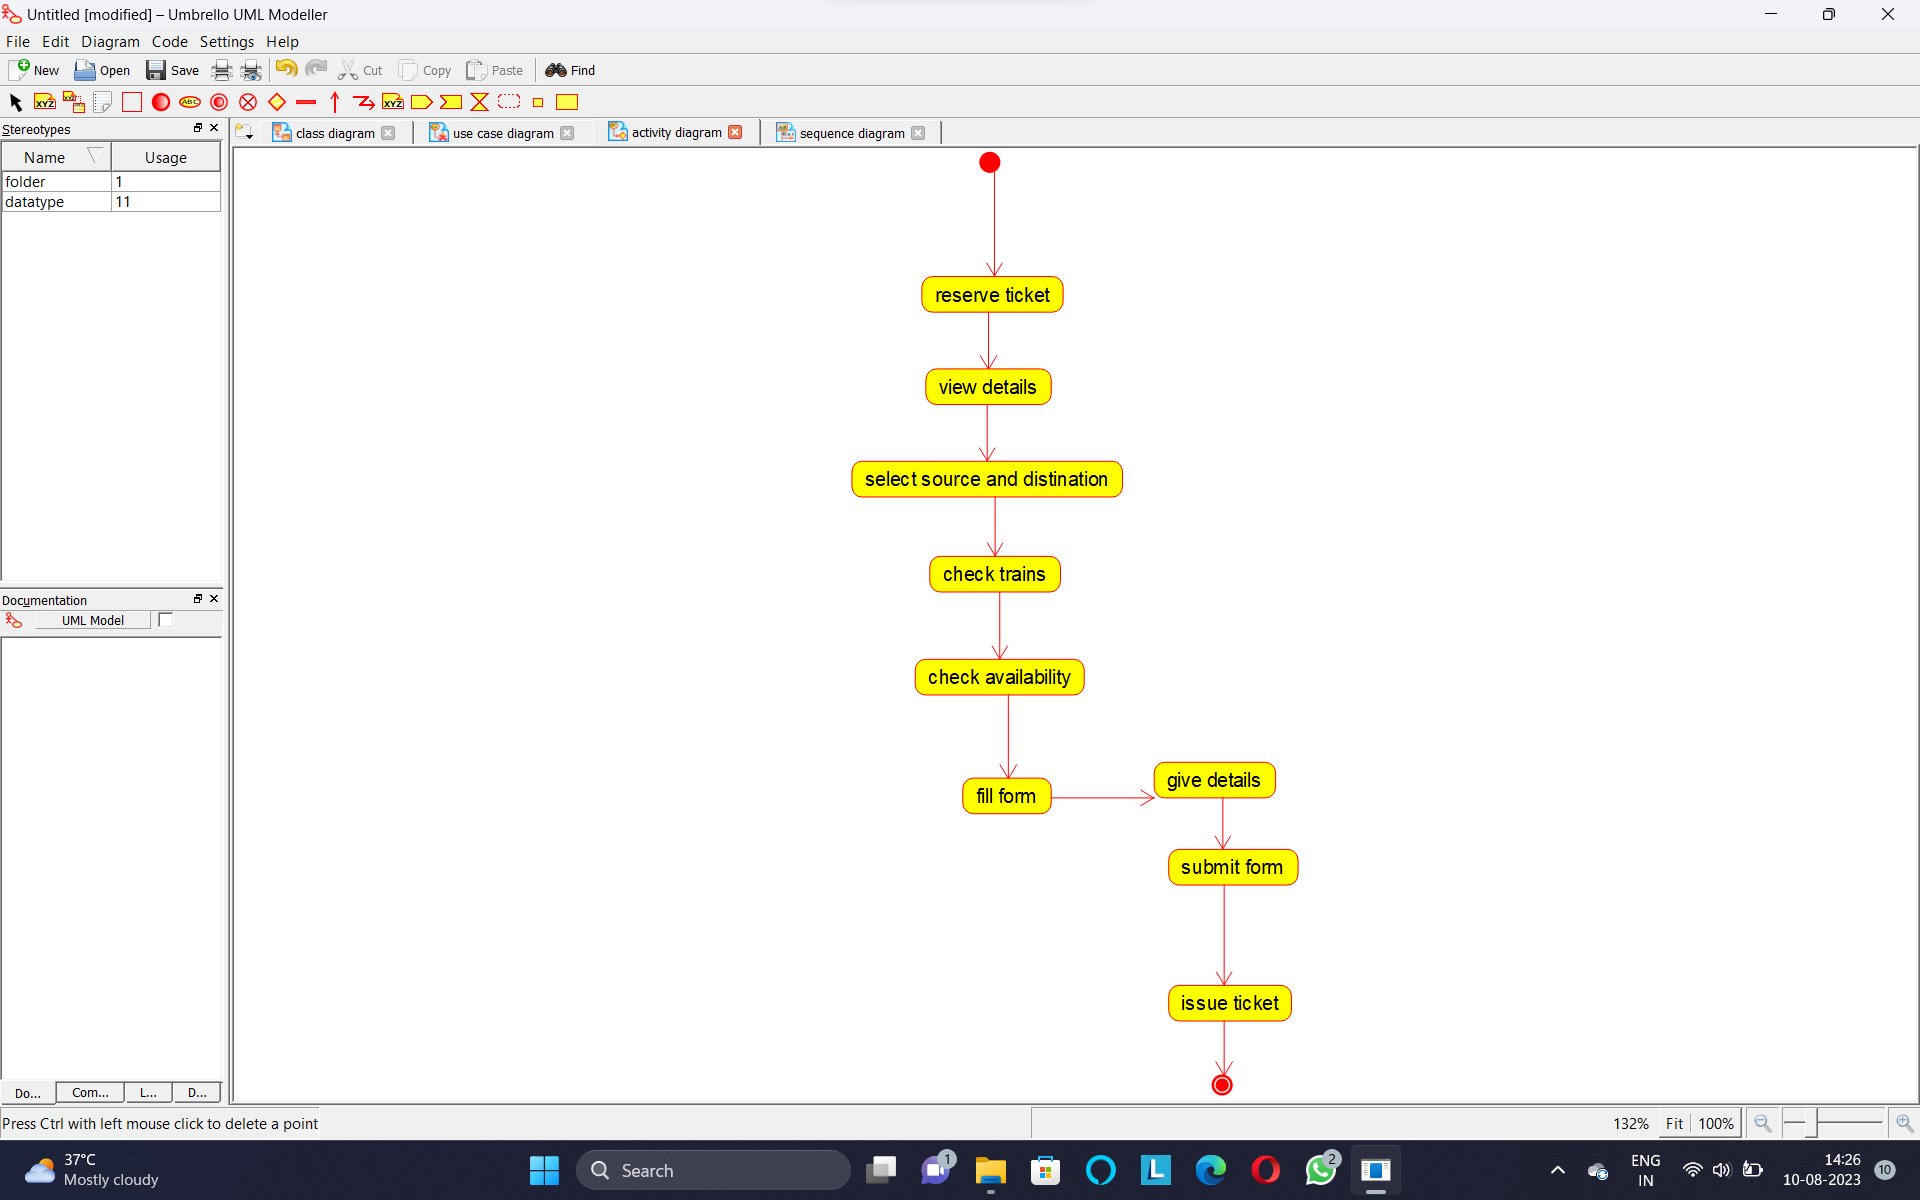 Untitled [modified] – Umbrello UML Modeller
File Edit Diagram Code Settings Help
New Open Save Cut Copy Paste Find
XYZ XYZ ABC XYZ
Stereotypes
class diagram use case diagram activity diagram sequence diagram
Name Usage
folder 1
datatype 11
reserve ticket
view details
select source and distination
check trains
check availability
fill form
give details
submit form
issue ticket
Documentation
UML Model
Do... Com... L... D...
Press Ctrl with left mouse click to delete a point
132% Fit 100%
37°C
Mostly cloudy
Search
1
L
2
ENG
IN
14:26
10-08-2023
10